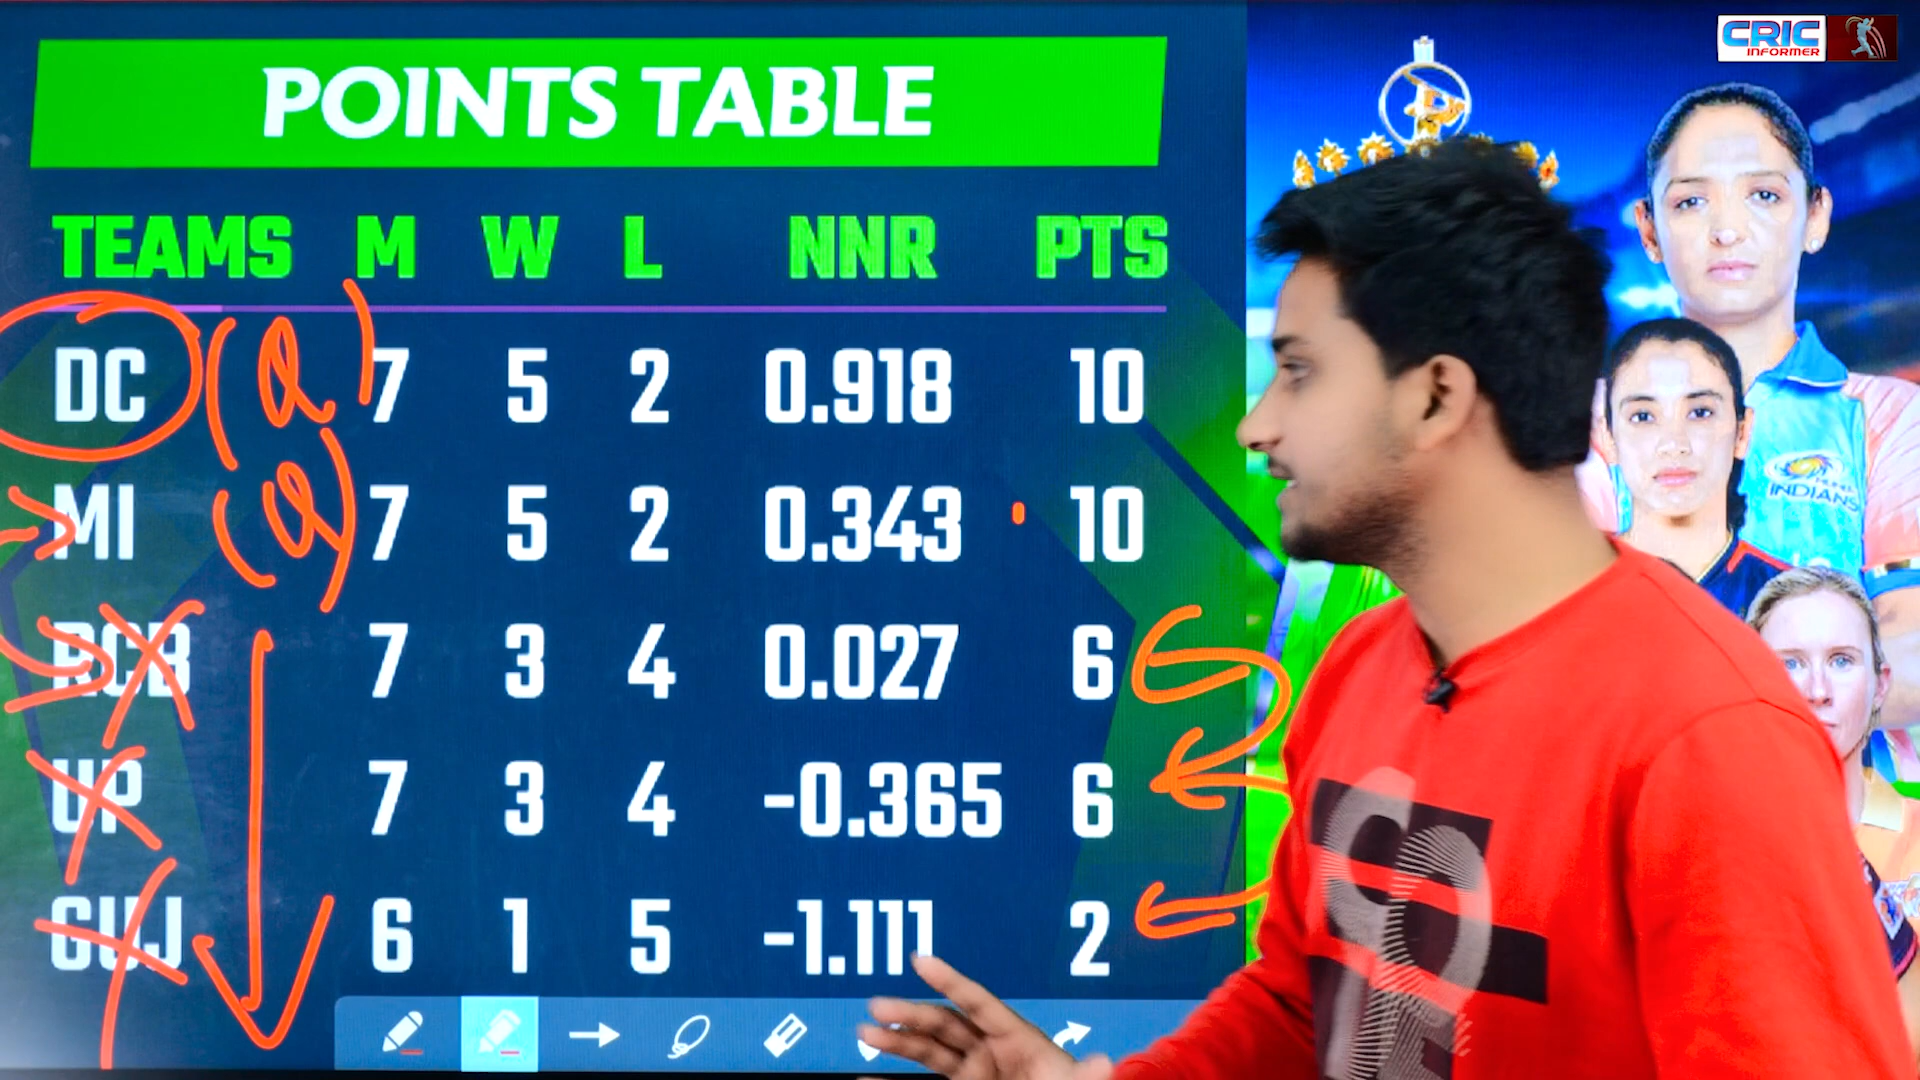 CRIC
INFORMER
POINTS TABLE
TEAMS M W L NNR PTS
DC (Q) 7 5 2 0.918 10
MI (Q) 7 5 2 0.343 10
RCB 7 3 4 0.027 6
UP 7 3 4 -0.365 6
GUJ 6 1 5 -1.111 2
INDIANS